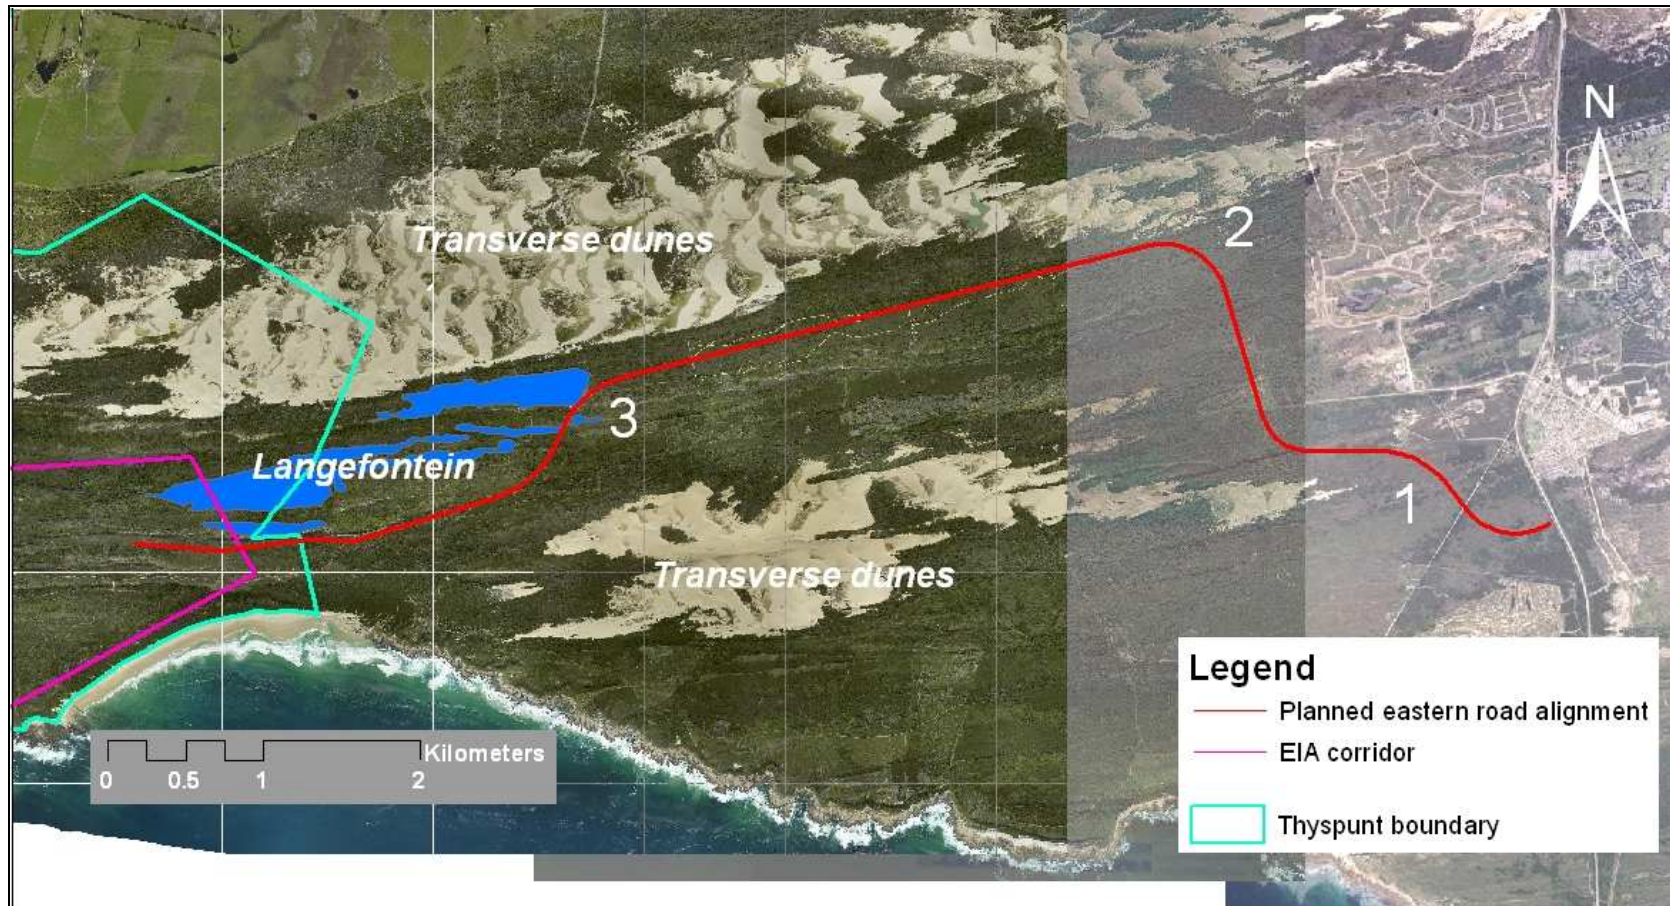 N
2
Transverse dunes
3
Langefontein
1
Transverse dunes
Legend
Planned eastern road alignment
EIA corridor
Thyspunt boundary
Kilometers
0 0.5 1 2